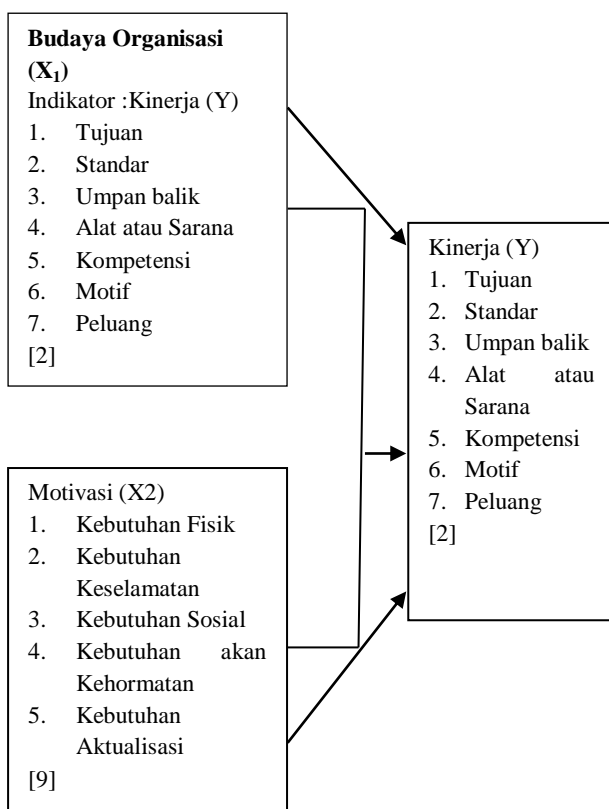 Budaya Organisasi
(X₁)
Indikator :Kinerja (Y)
1. Tujuan
2. Standar
3. Umpan balik
4. Alat atau Sarana
5. Kompetensi
6. Motif
7. Peluang
[2]
Motivasi (X2)
1. Kebutuhan Fisik
2. Kebutuhan
Keselamatan
3. Kebutuhan Sosial
4. Kebutuhan akan
Kehormatan
5. Kebutuhan
Aktualisasi
[9]
Kinerja (Y)
1. Tujuan
2. Standar
3. Umpan balik
4. Alat atau
Sarana
5. Kompetensi
6. Motif
7. Peluang
[2]